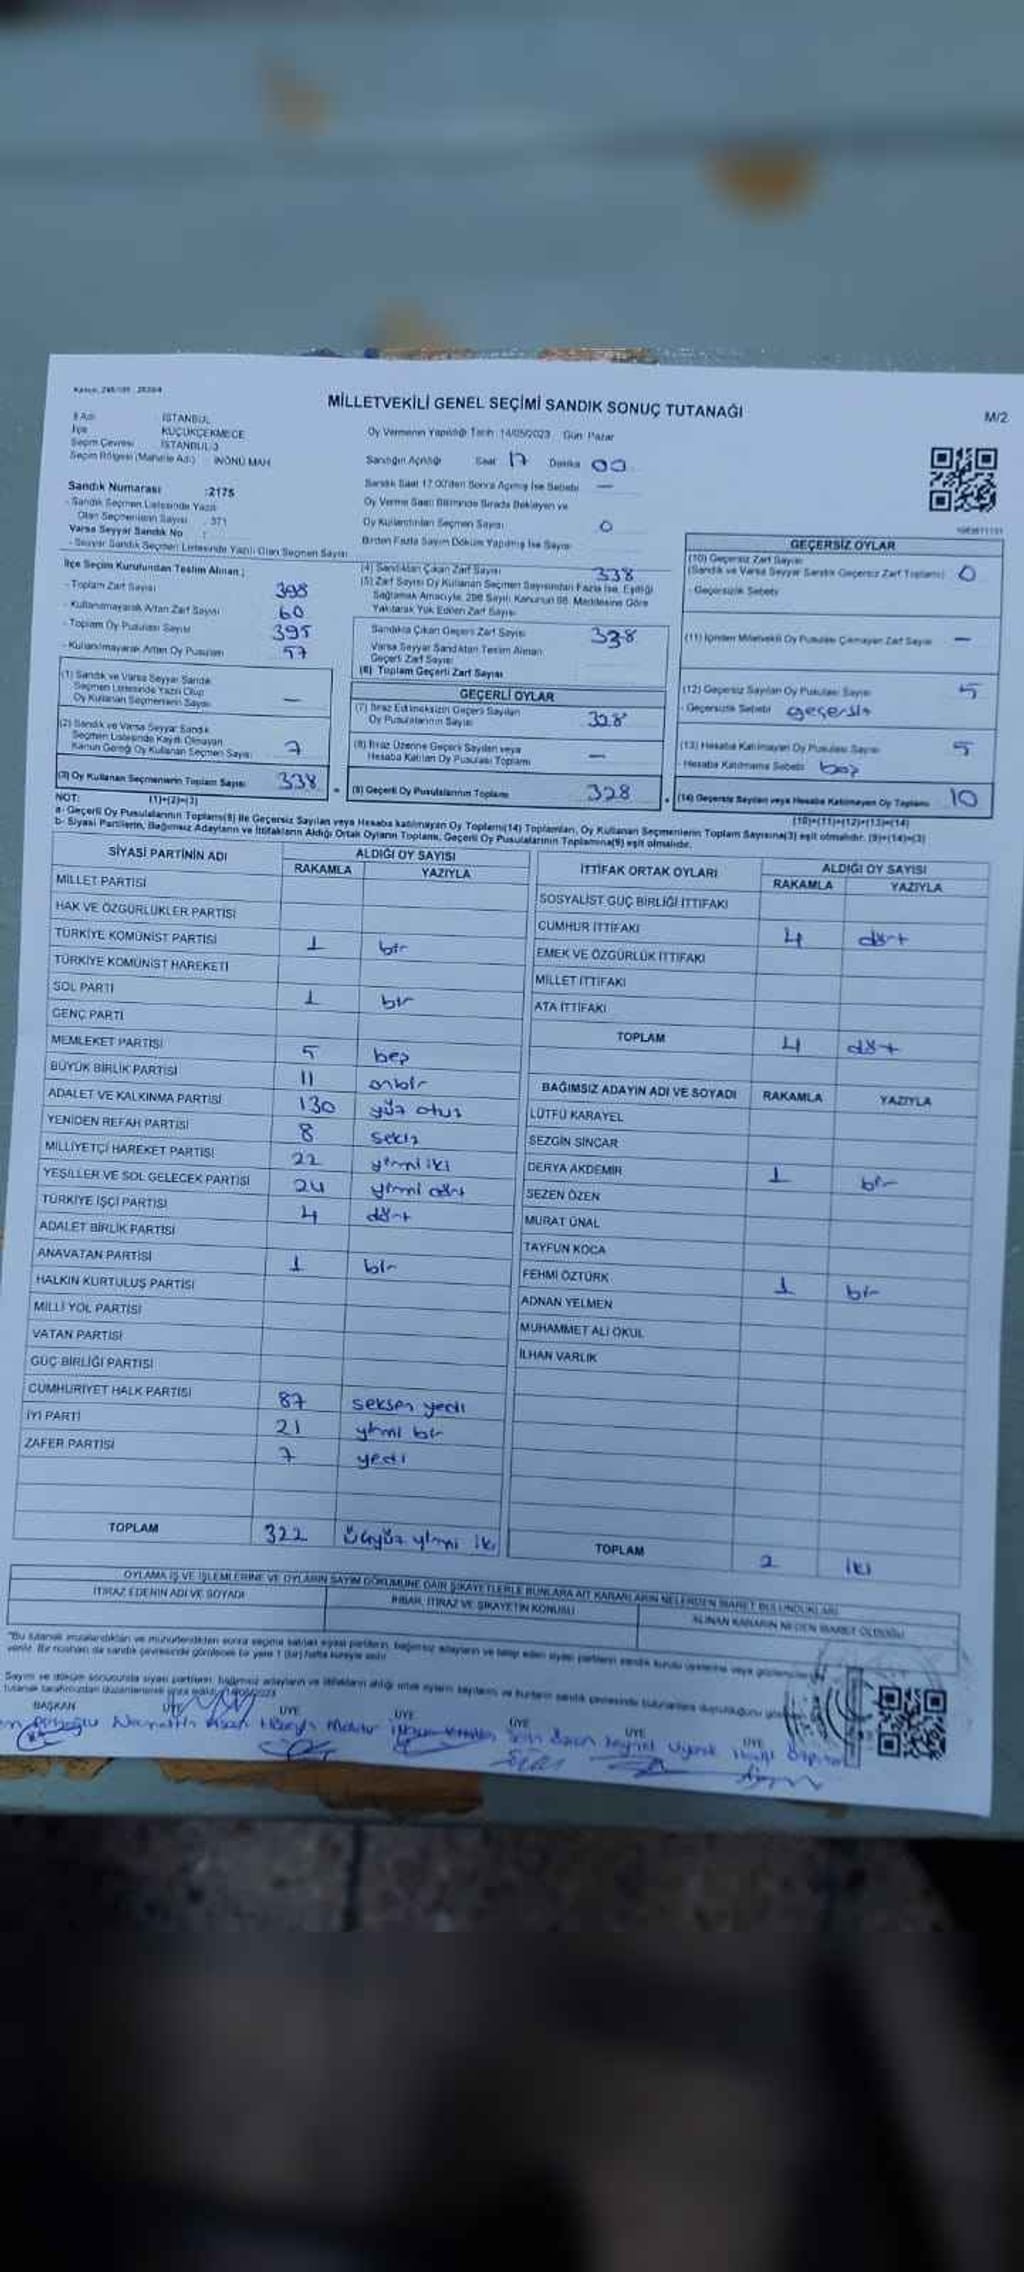 MİLLETVEKİLİ GENEL SEÇİMİ SANDIK SONUÇ TUTANAĞI
M/2
İl Adı İSTANBUL
İlçe KÜÇÜKÇEKMECE
Seçim Çevresi İSTANBUL 3
Seçim Bölgesi (Mahalle Adı) : İNÖNÜ MAH
Oy Vermenin Yapıldığı Tarih: 14/05/2023 Gün: Pazar
Sandığın Açıldığı Saat 17 Dakika 00
Sandık Saat 17.00'den Sonra Açılmış İse Sebebi —
Oy Verme Saati Bitiminde Sırada Bekleyen ve
Oy Kullandırılan Seçmen Sayısı 0
Birden Fazla Sayım Döküm Yapılmış İse Sayısı
Sandık Numarası :2175
- Sandık Seçmen Listesinde Yazılı
Olan Seçmenlerin Sayısı : 371
Varsa Seyyar Sandık No :
- Seyyar Sandık Seçmen Listesinde Yazılı Olan Seçmen Sayısı
İlçe Seçim Kurulundan Teslim Alınan ;
- Toplam Zarf Sayısı 398
- Kullanılmayarak Artan Zarf Sayısı 60
- Toplam Oy Pusulası Sayısı 395
- Kullanılmayarak Artan Oy Pusulası 57
(1) Sandık ve Varsa Seyyar Sandık
Seçmen Listesinde Yazılı Olup
Oy Kullanan Seçmenlerin Sayısı —
(2) Sandık ve Varsa Seyyar Sandık
Seçmen Listesinde Kayıtlı Olmayan
Kanun Gereği Oy Kullanan Seçmen Sayısı 7
(3) Oy Kullanan Seçmenlerin Toplam Sayısı 338
(1)+(2)=(3)
(4) Sandıktan Çıkan Zarf Sayısı 338
(5) Zarf Sayısı Oy Kullanan Seçmen Sayısından Fazla İse, Eşitliği
Sağlamak Amacıyla, 298 Sayılı Kanunun 98. Maddesine Göre
Yakılarak Yok Edilen Zarf Sayısı
Sandıkta Çıkan Geçerli Zarf Sayısı 338
Varsa Seyyar Sandıktan Teslim Alınan
Geçerli Zarf Sayısı
(6) Toplam Geçerli Zarf Sayısı
GEÇERLİ OYLAR
(7) İtiraz Edilmeksizin Geçerli Sayılan
Oy Pusulalarının Sayısı 328
(8) İtiraz Üzerine Geçerli Sayılan veya
Hesaba Katılan Oy Pusulası Toplamı —
(9) Geçerli Oy Pusulalarının Toplamı 328
GEÇERSİZ OYLAR
(10) Geçersiz Zarf Sayısı
(Sandık ve Varsa Seyyar Sandık Geçersiz Zarf Toplamı) 0
- Geçersizlik Sebebi
(11) İçinden Milletvekili Oy Pusulası Çıkmayan Zarf Sayısı —
(12) Geçersiz Sayılan Oy Pusulası Sayısı 5
- Geçersizlik Sebebi geçersiz
(13) Hesaba Katılmayan Oy Pusulası Sayısı 5
- Hesaba Katılmama Sebebi boş
(14) Geçersiz Sayılan veya Hesaba Katılmayan Oy Toplamı 10
(10)+(11)+(12)+(13)=(14)
NOT:
a- Geçerli Oy Pusulalarının Toplamı(9) ile Geçersiz Sayılan veya Hesaba katılmayan Oy Toplamı(14) Toplamları, Oy Kullanan Seçmenlerin Toplam Sayısına(3) eşit olmalıdır. (9)+(14)=(3)
b- Siyasi Partilerin, Bağımsız Adayların ve İttifakların Aldığı Ortak Oyların Toplamı, Geçerli Oy Pusulalarının Toplamına(9) eşit olmalıdır.
SİYASİ PARTİNİN ADI ALDIĞI OY SAYISI
RAKAMLA YAZIYLA
MİLLET PARTİSİ
HAK VE ÖZGÜRLÜKLER PARTİSİ
TÜRKİYE KOMÜNİST PARTİSİ 1 bir
TÜRKİYE KOMÜNİST HAREKETİ
SOL PARTİ 1 bir
GENÇ PARTİ
MEMLEKET PARTİSİ 5 beş
BÜYÜK BİRLİK PARTİSİ 11 onbir
ADALET VE KALKINMA PARTİSİ 130 yüz otuz
YENİDEN REFAH PARTİSİ 8 sekiz
MİLLİYETÇİ HAREKET PARTİSİ 22 yirmi iki
YEŞİLLER VE SOL GELECEK PARTİSİ 24 yirmi dört
TÜRKİYE İŞÇİ PARTİSİ 4 dört
ADALET BİRLİK PARTİSİ
ANAVATAN PARTİSİ 1 bir
HALKIN KURTULUŞ PARTİSİ
MİLLİ YOL PARTİSİ
VATAN PARTİSİ
GÜÇ BİRLİĞİ PARTİSİ
CUMHURİYET HALK PARTİSİ 87 seksen yedi
İYİ PARTİ 21 yirmi bir
ZAFER PARTİSİ 7 yedi
TOPLAM 322 üçyüz yirmi iki
İTTİFAK ORTAK OYLARI ALDIĞI OY SAYISI
RAKAMLA YAZIYLA
SOSYALİST GÜÇ BİRLİĞİ İTTİFAKI
CUMHUR İTTİFAKI 4 dört
EMEK VE ÖZGÜRLÜK İTTİFAKI
MİLLET İTTİFAKI
ATA İTTİFAKI
TOPLAM 4 dört
BAĞIMSIZ ADAYIN ADI VE SOYADI RAKAMLA YAZIYLA
LÜTFÜ KARAYEL
SEZGİN SİNCAR
DERYA AKDEMİR 1 bir
SEZEN ÖZEN
MURAT ÜNAL
TAYFUN KOCA
FEHMİ ÖZTÜRK 1 bir
ADNAN YELMEN
MUHAMMET ALİ OKUL
İLHAN VARLIK
TOPLAM 2 iki
OYLAMA İŞ VE İŞLEMLERİNE VE OYLARIN SAYIM DÖKÜMÜNE DAİR ŞİKAYETLERLE BUNLARA AİT KARARLARIN NELERDEN İBARET BULUNDUKLARI
İTİRAZ EDENİN ADI VE SOYADI
İHBAR, İTİRAZ VE ŞİKAYETİN KONUSU
ALINAN KARARIN NEDEN İBARET OLDUĞU
BAŞKAN ÜYE ÜYE ÜYE ÜYE ÜYE ÜYE